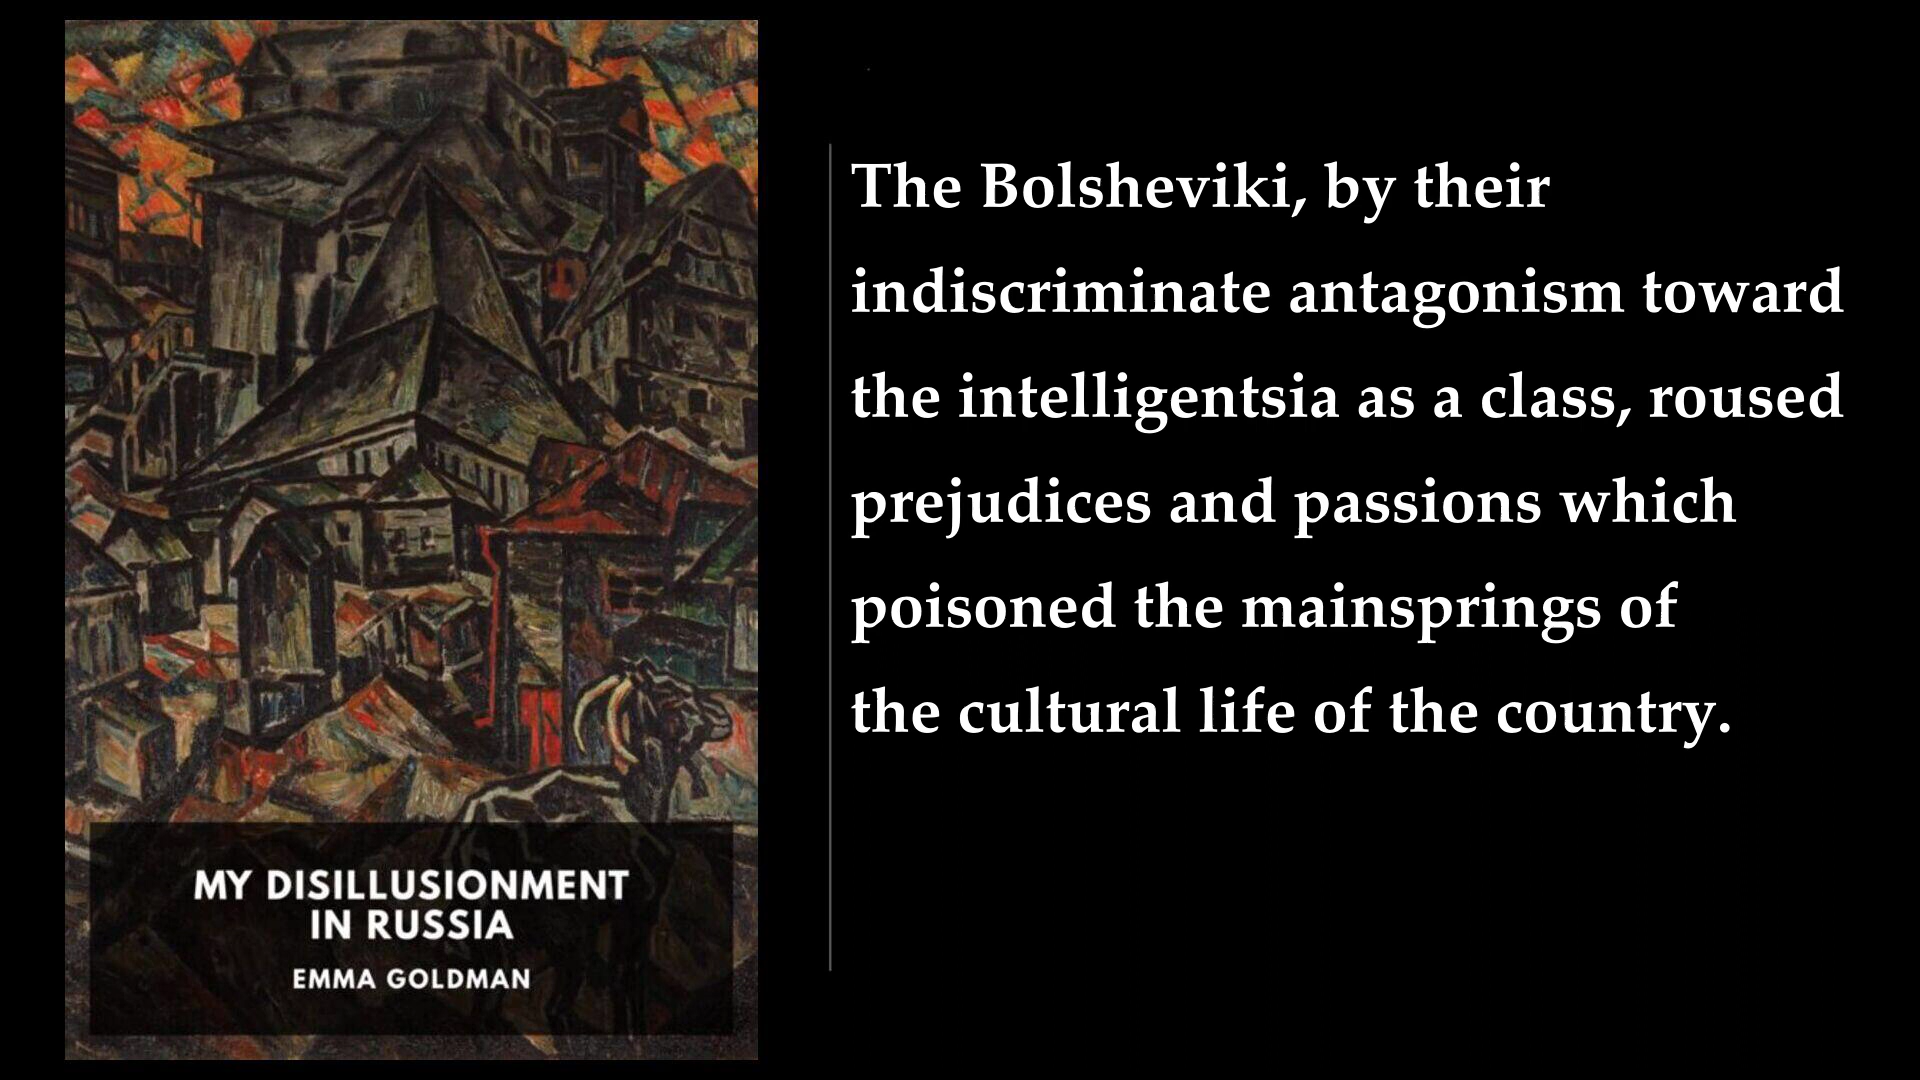 MY DISILLUSIONMENT
IN RUSSIA
EMMA GOLDMAN
The Bolsheviki, by their
indiscriminate antagonism toward
the intelligentsia as a class, roused
prejudices and passions which
poisoned the mainsprings of
the cultural life of the country.